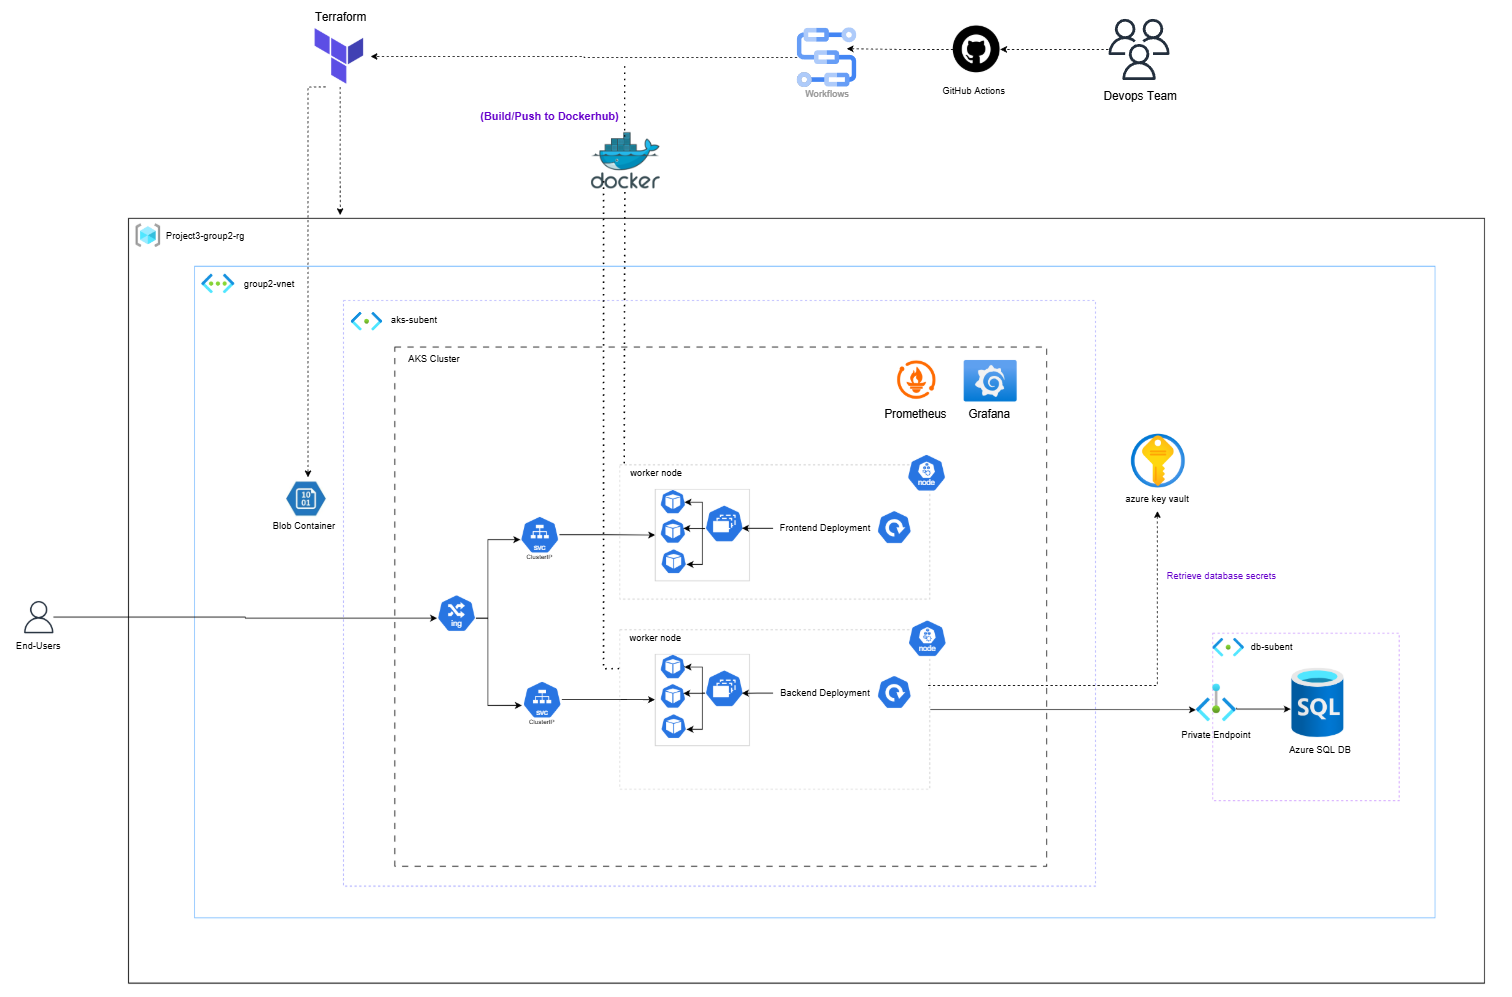 Terraform
Workflows
GitHub Actions
Devops Team
(Build/Push to Dockerhub)
docker
Project3-group2-rg
group2-vnet
aks-subent
AKS Cluster
Prometheus
Grafana
worker node
node
azure key vault
10
01
Blob Container
Frontend Deployment
svc
ClusterIP
Retrieve database secrets
End-Users
ing
worker node
node
db-subent
Backend Deployment
svc
ClusterIP
SQL
Private Endpoint
Azure SQL DB